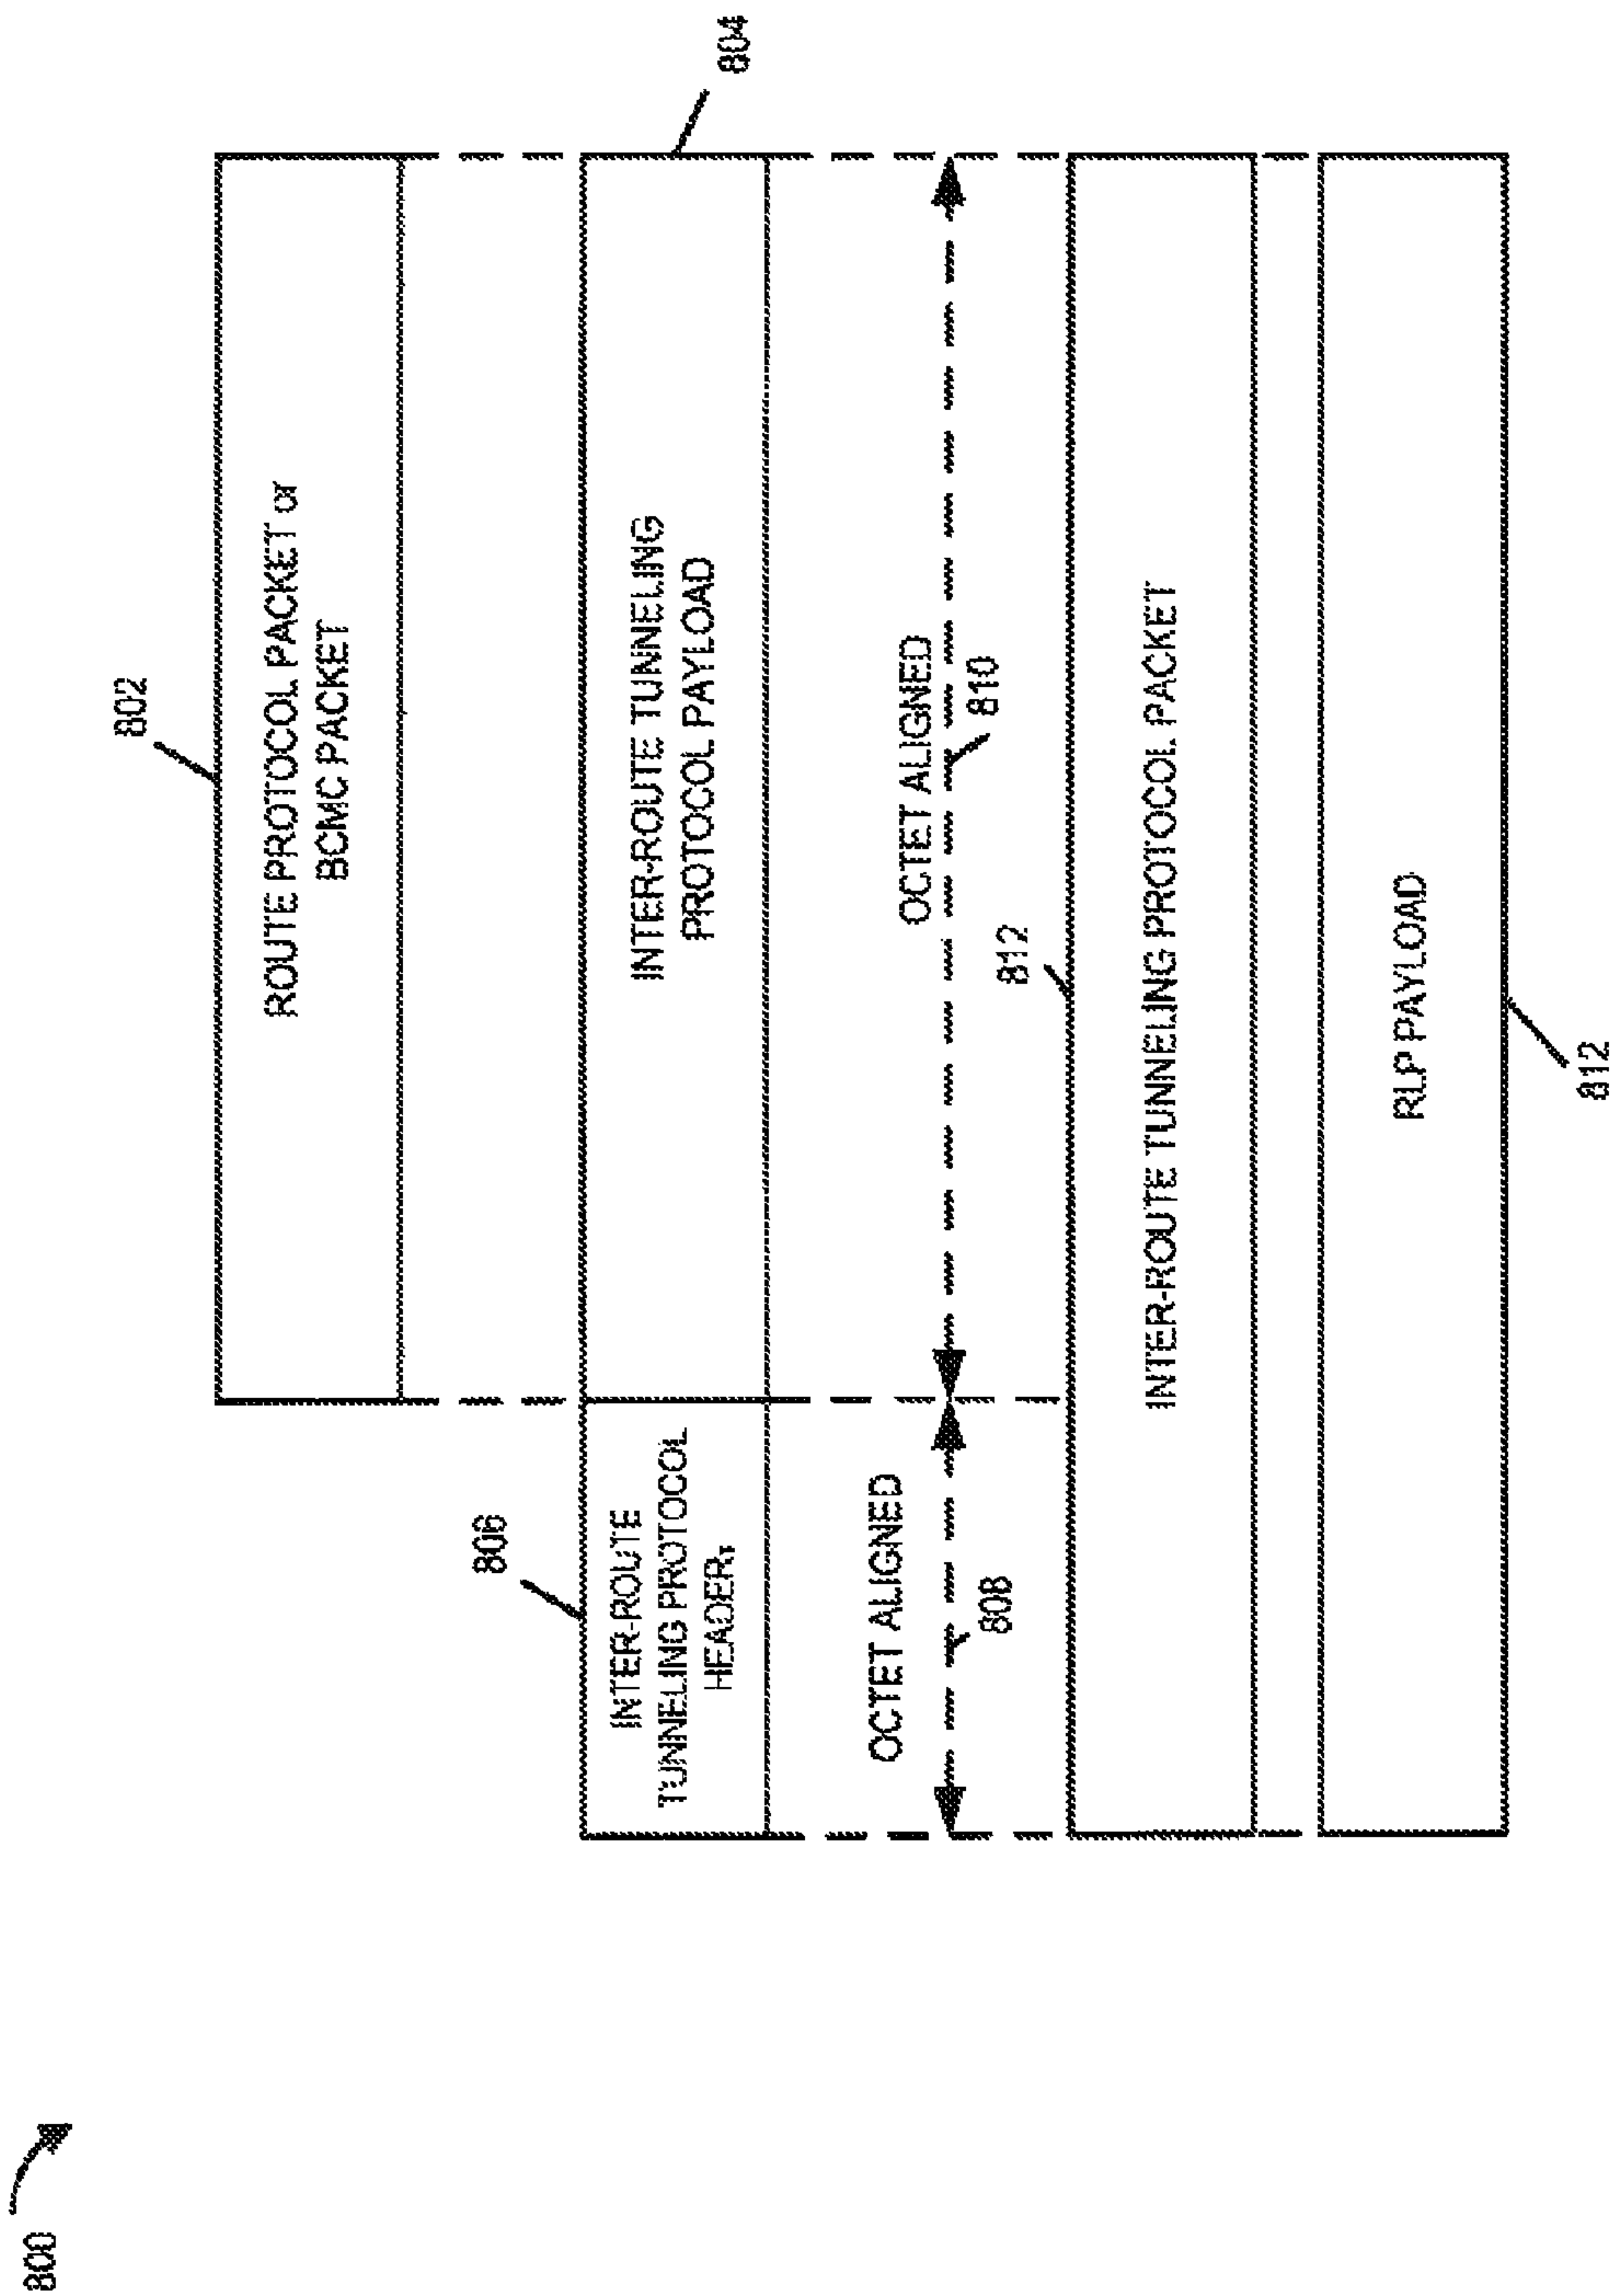 800
802
ROUTE PROTOCOL PACKET or
BCMC PACKET
804
806
INTER-ROUTE
TUNNELING PROTOCOL
HEADER,
INTER-ROUTE TUNNELING
PROTOCOL PAYLOAD
OCTET ALIGNED
808
OCTET ALIGNED
810
812
INTER-ROUTE TUNNELING PROTOCOL PACKET
RLP PAYLOAD
812